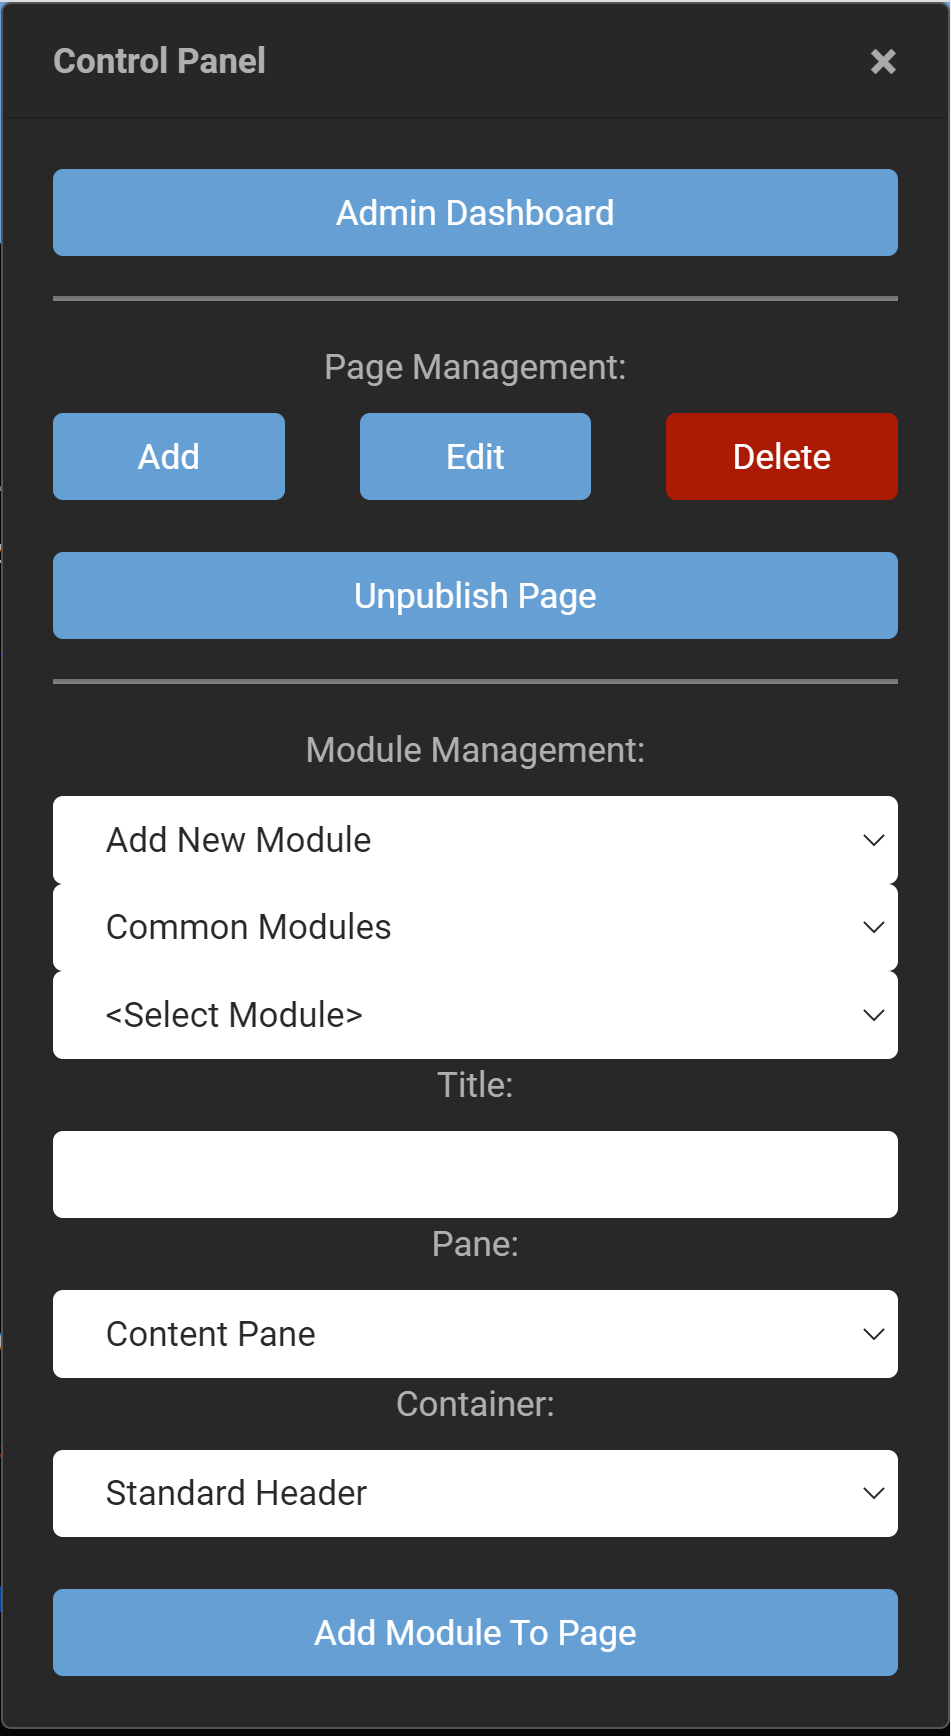 Control Panel
Admin Dashboard
Page Management:
Add Edit Delete
Unpublish Page
Module Management:
Add New Module
Common Modules
<Select Module>
Title:
Pane:
Content Pane
Container:
Standard Header
Add Module To Page